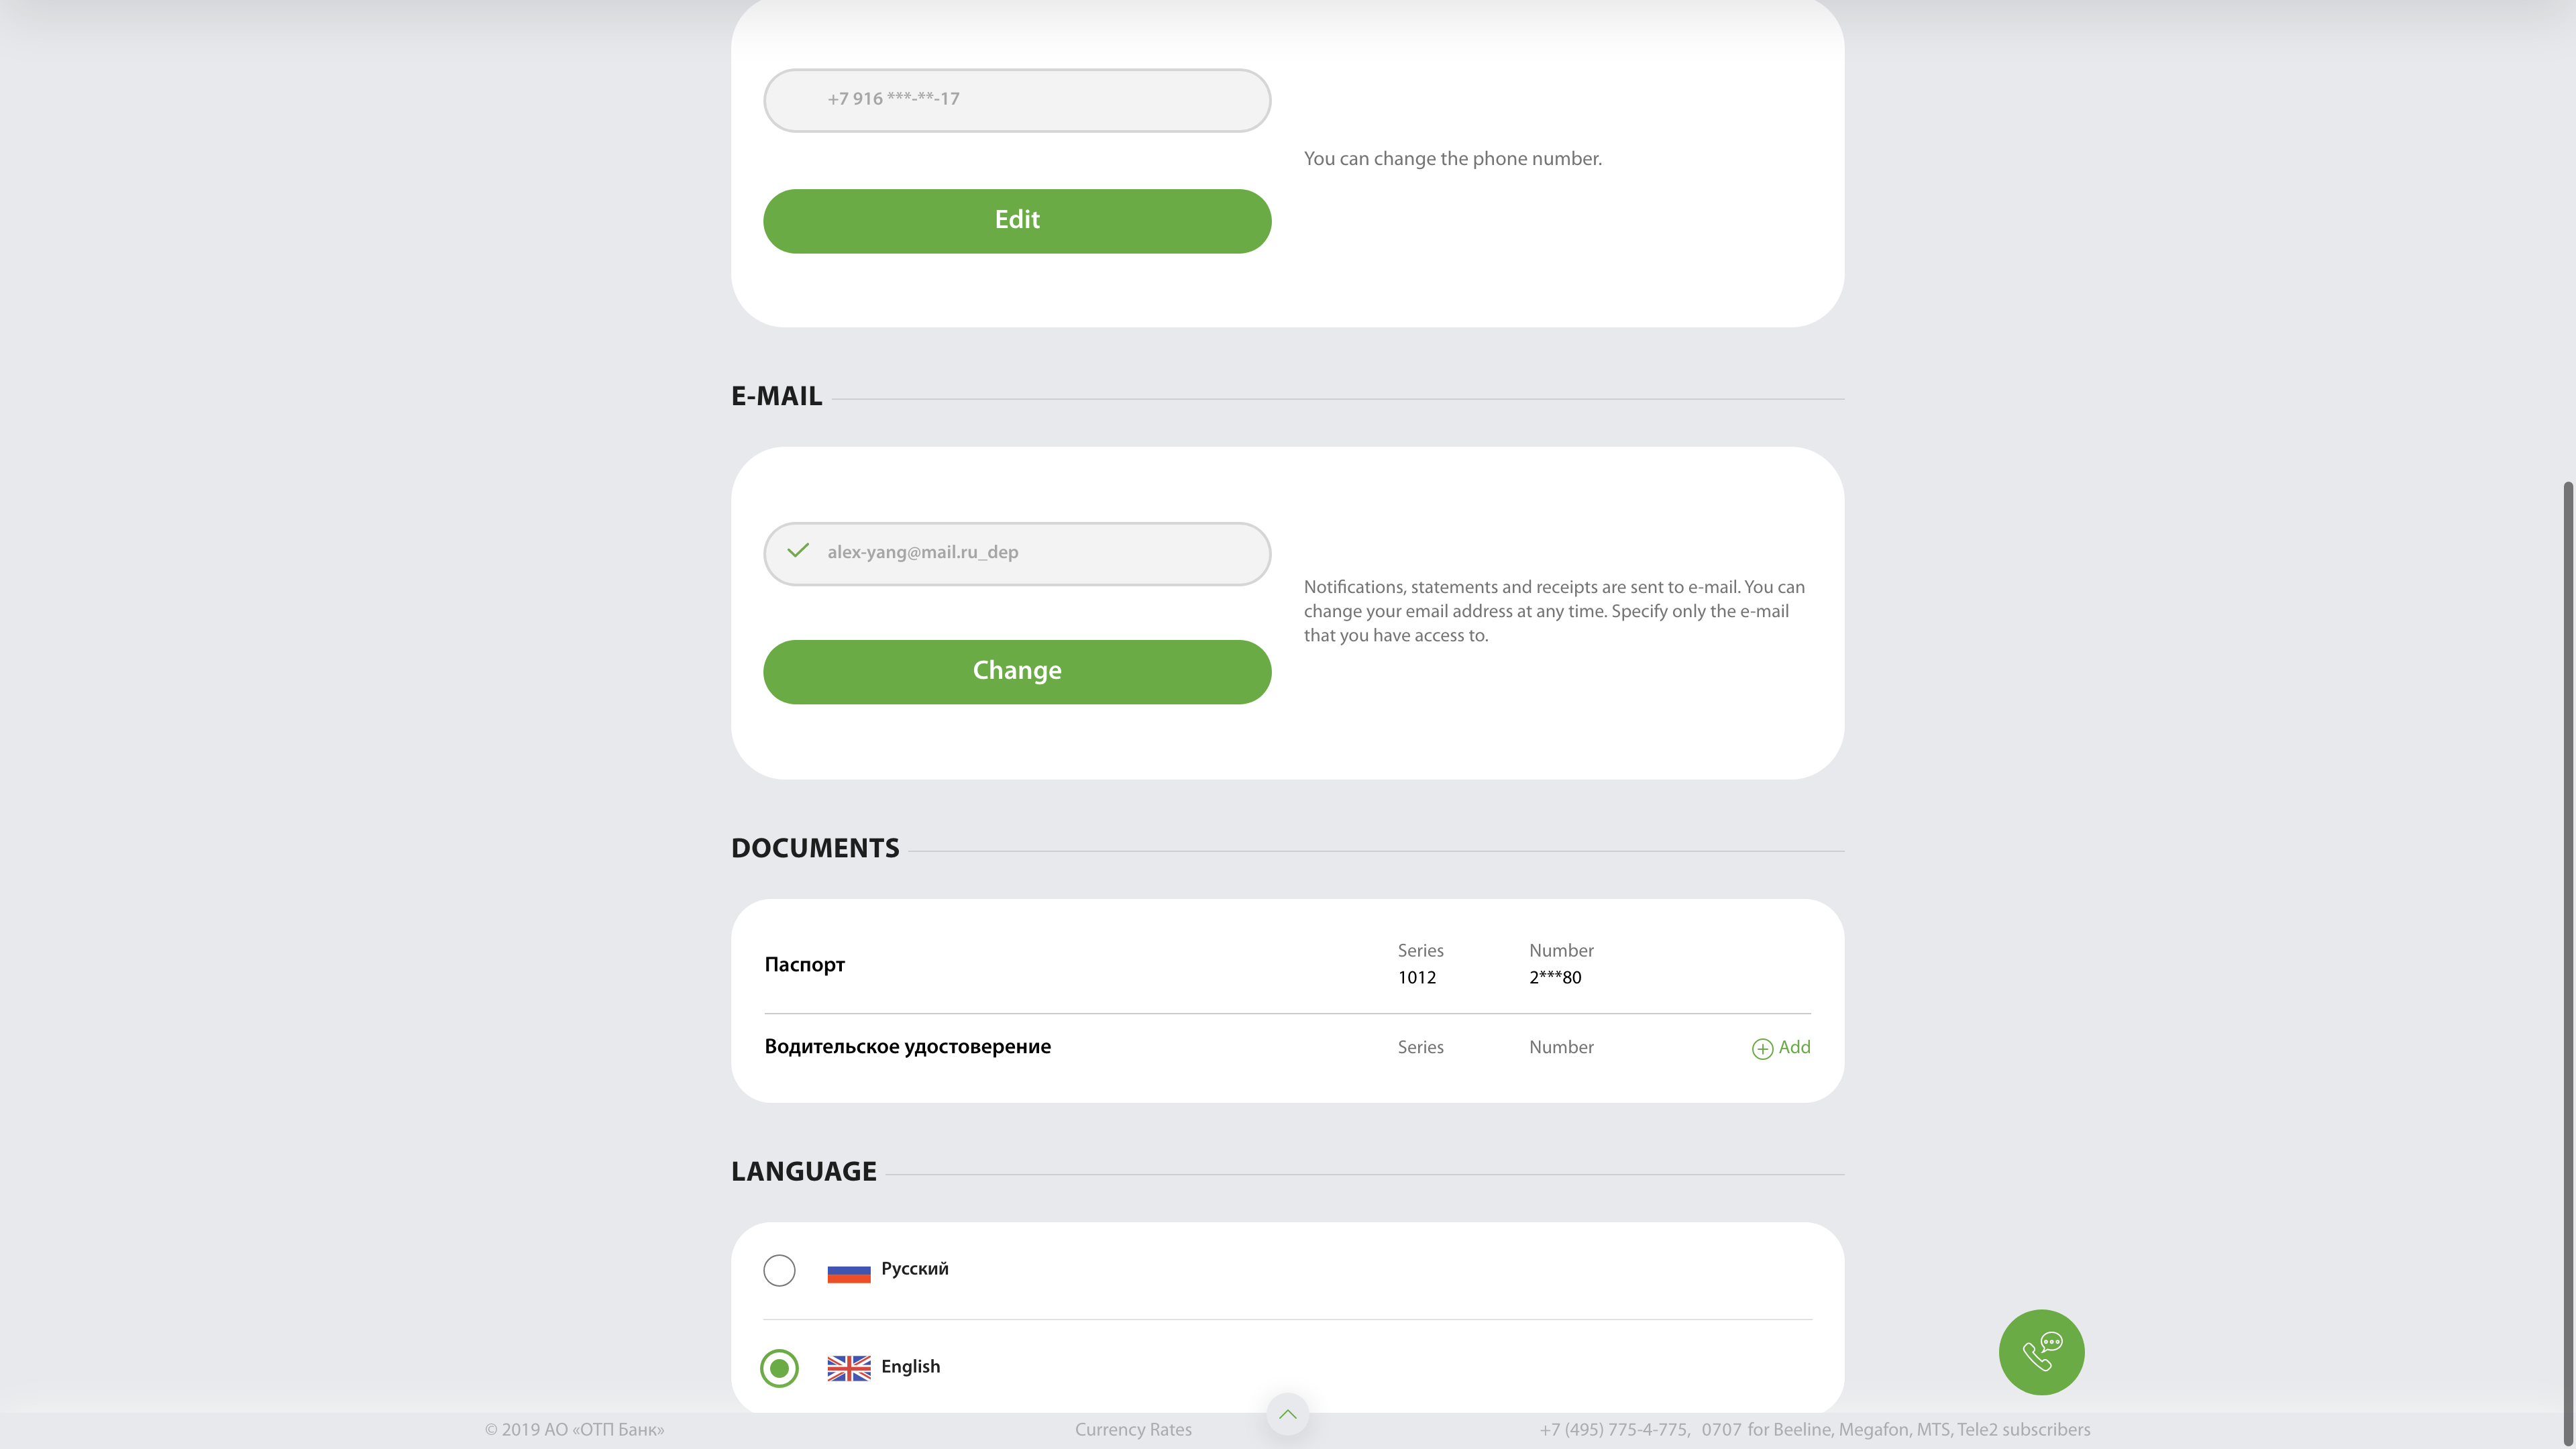 +7 916 ***-**-17
You can change the phone number.
Edit
E-MAIL
alex-yang@mail.ru_dep
Notifications, statements and receipts are sent to e-mail. You can
change your email address at any time. Specify only the e-mail
that you have access to.
Change
DOCUMENTS
Паспорт
Series
Number
1012
2***80
Водительское удостоверение
Series
Number
Add
LANGUAGE
Русский
English
© 2019 АО «ОТП Банк»
Currency Rates
+7 (495) 775-4-775, 0707 for Beeline, Megafon, MTS, Tele2 subscribers